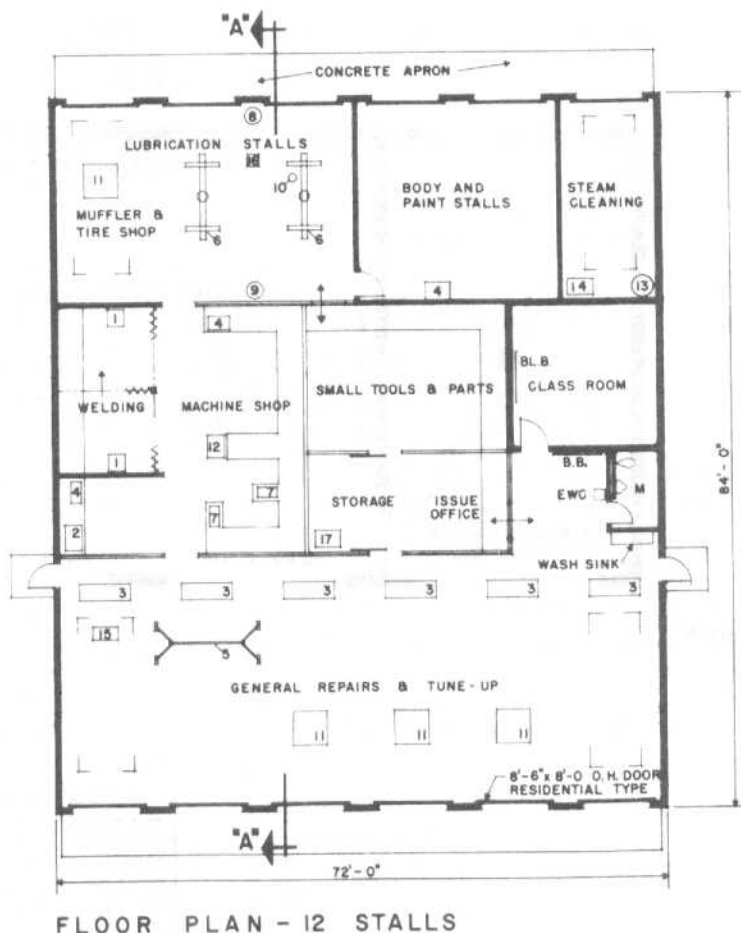 "A"
CONCRETE APRON
8
LUBRICATION STALLS
16
11
10
BODY AND
PAINT STALLS
STEAM
CLEANING
MUFFLER &
TIRE SHOP
6
6
9
4
14
13
1
4
BL.B.
CLASS ROOM
SMALL TOOLS & PARTS
WELDING
MACHINE SHOP
12
1
B.B.
4
7
STORAGE
ISSUE
OFFICE
EWC
M
7
2
17
WASH SINK
84'-0"
3
3
3
3
3
3
15
5
GENERAL REPAIRS & TUNE-UP
11
11
11
8'-6"x 8'-0 O.H. DOOR
RESIDENTIAL TYPE
"A"
72'-0"
FLOOR PLAN - 12 STALLS